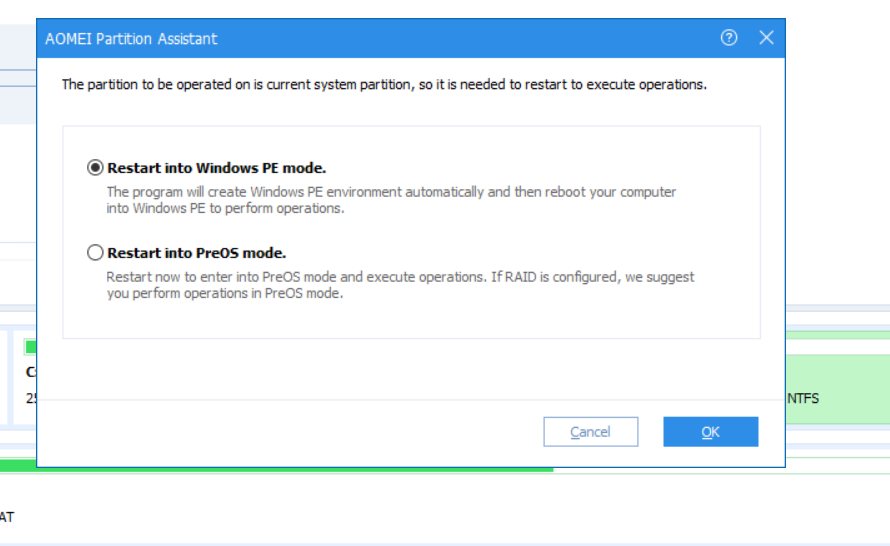 AOMEI Partition Assistant
The partition to be operated on is current system partition, so it is needed to restart to execute operations.
Restart into Windows PE mode.
The program will create Windows PE environment automatically and then reboot your computer
into Windows PE to perform operations.
Restart into PreOS mode.
Restart now to enter into PreOS mode and execute operations. If RAID is configured, we suggest
you perform operations in PreOS mode.
NTFS
Cancel
OK